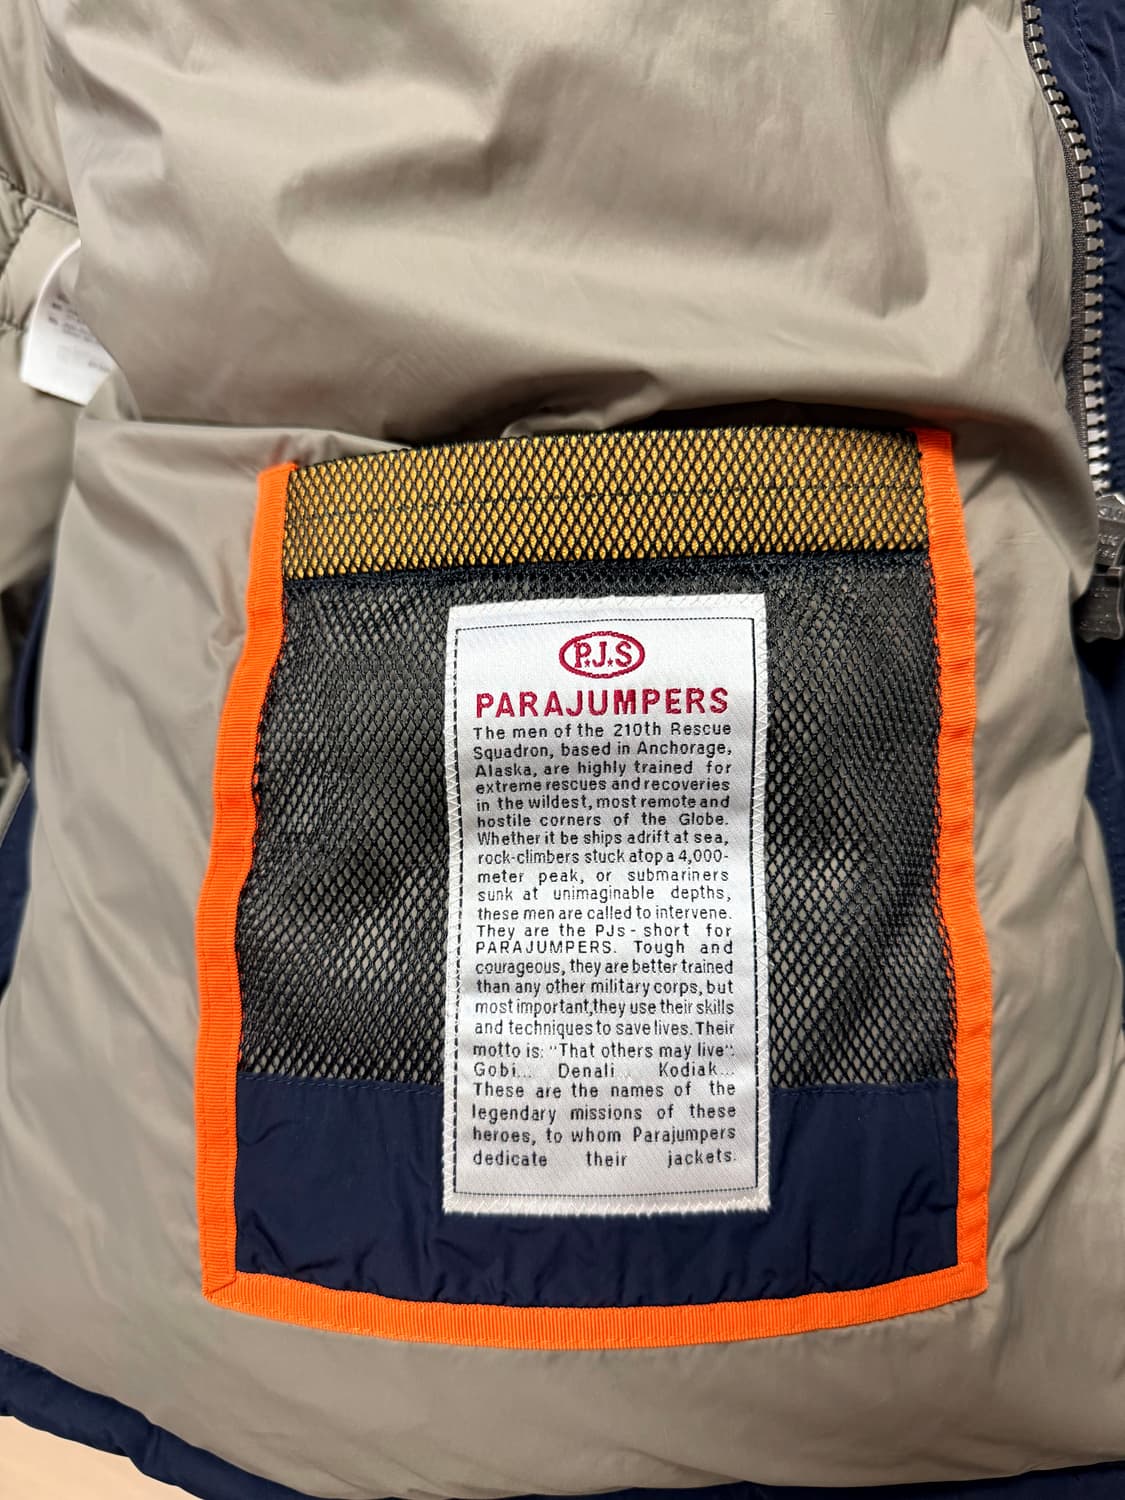 P.J.S
PARAJUMPERS
The men of the 210th Rescue
Squadron, based in Anchorage,
Alaska, are highly trained for
extreme rescues and recoveries
in the wildest, most remote and
hostile corners of the Globe.
Whether it be ships adrift at sea,
rock-climbers stuck atop a 4,000-
meter peak, or submariners
sunk at unimaginable depths,
these men are called to intervene.
They are the PJs - short for
PARAJUMPERS. Tough and
courageous, they are better trained
than any other military corps, but
most important,they use their skills
and techniques to save lives. Their
motto is: "That others may live".
Gobi... Denali... Kodiak...
These are the names of the
legendary missions of these
heroes, to whom Parajumpers
dedicate their jackets.